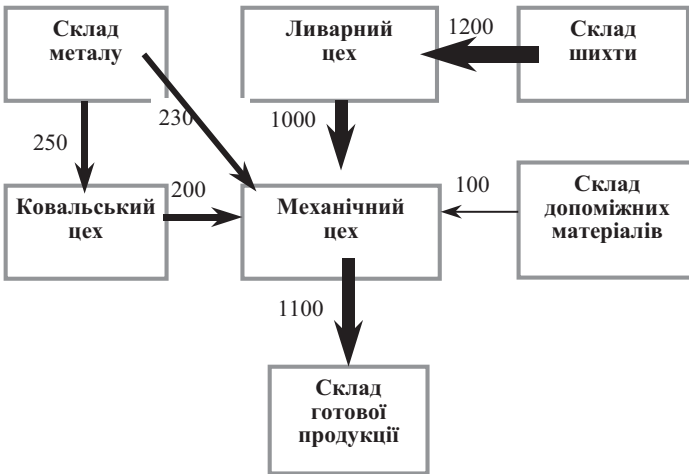 Склад
металу
Ливарний
цех
1200
Склад
шихти
250
230
1000
Ковальський
цех
200
Механічний
цех
100
Склад
допоміжних
матеріалів
1100
Склад
готової
продукції